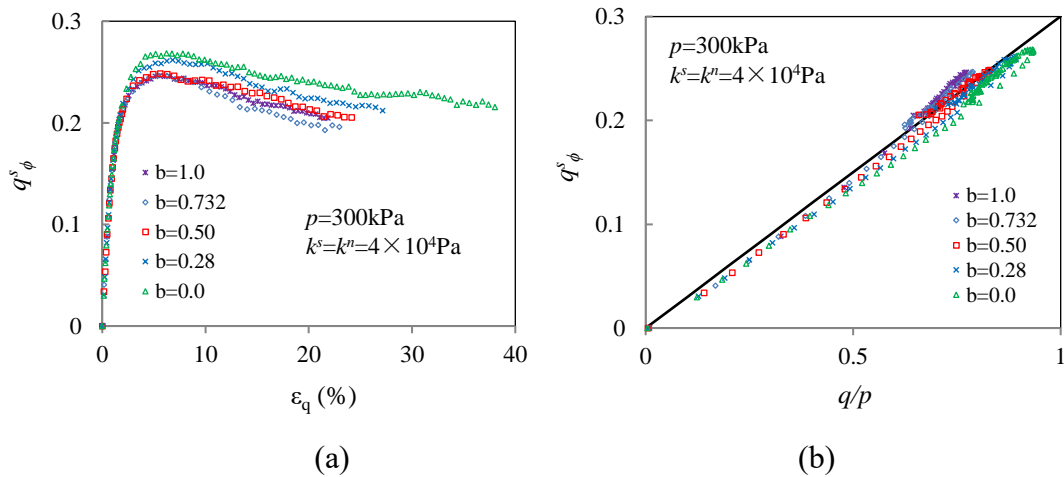 0.3
0.2
0.1
0
q^s_ϕ
b=1.0
b=0.732
b=0.50
b=0.28
b=0.0
p=300kPa
k^s=k^n=4×10^4Pa
0 10 20 30 40
ε_q (%)
(a)
0.3
0.2
0.1
0
q^s_ϕ
p=300kPa
k^s=k^n=4×10^4Pa
b=1.0
b=0.732
b=0.50
b=0.28
b=0.0
0 0.5 1
q/p
(b)